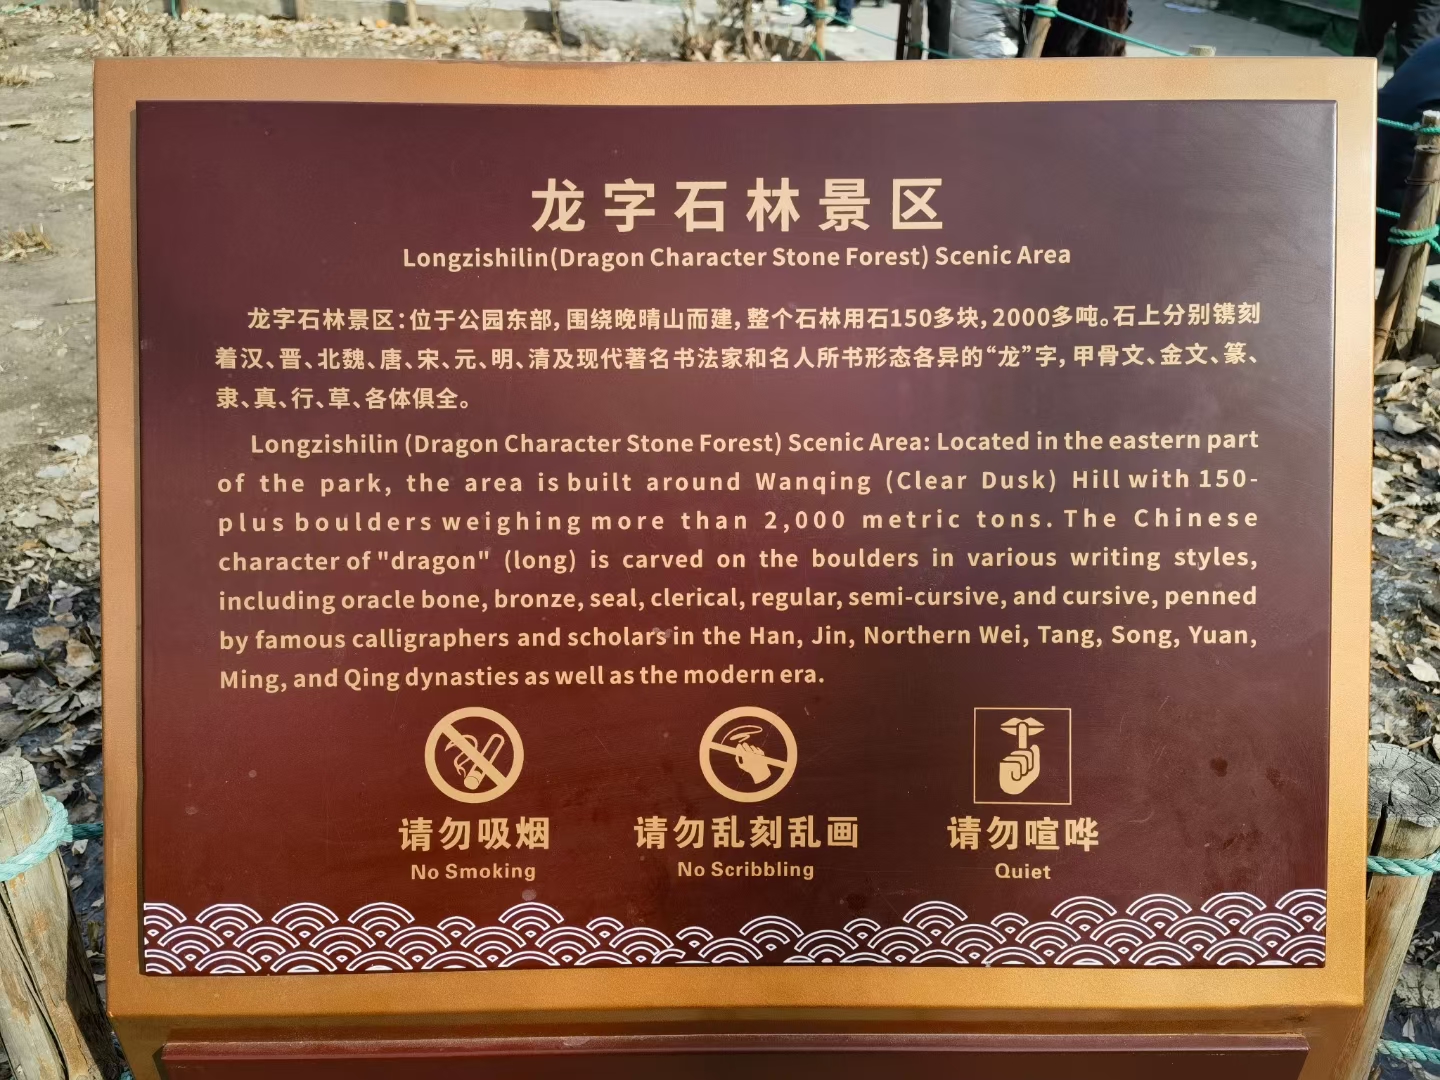 龙字石林景区
Longzishilin(Dragon Character Stone Forest) Scenic Area
龙字石林景区：位于公园东部，围绕晚晴山而建，整个石林用石150多块，2000多吨。石上分别镌刻
着汉、晋、北魏、唐、宋、元、明、清及现代著名书法家和名人所书形态各异的“龙”字，甲骨文、金文、篆、
隶、真、行、草、各体俱全。
Longzishilin (Dragon Character Stone Forest) Scenic Area: Located in the eastern part
of the park, the area is built around Wanqing (Clear Dusk) Hill with 150-
plus boulders weighing more than 2,000 metric tons. The Chinese
character of "dragon" (long) is carved on the boulders in various writing styles,
including oracle bone, bronze, seal, clerical, regular, semi-cursive, and cursive, penned
by famous calligraphers and scholars in the Han, Jin, Northern Wei, Tang, Song, Yuan,
Ming, and Qing dynasties as well as the modern era.
请勿吸烟
No Smoking
请勿乱刻乱画
No Scribbling
请勿喧哗
Quiet